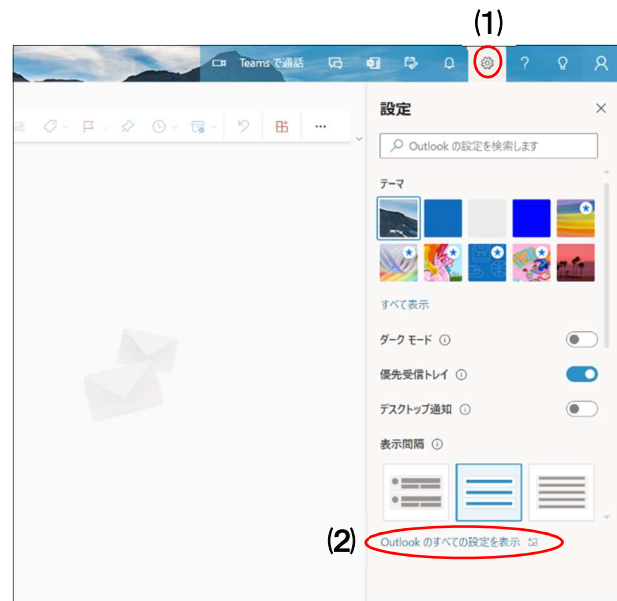 (1)
Teams で通話
設定
Outlook の設定を検索します
テーマ
すべて表示
ダーク モード
優先受信トレイ
デスクトップ通知
表示間隔
(2)
Outlook のすべての設定を表示